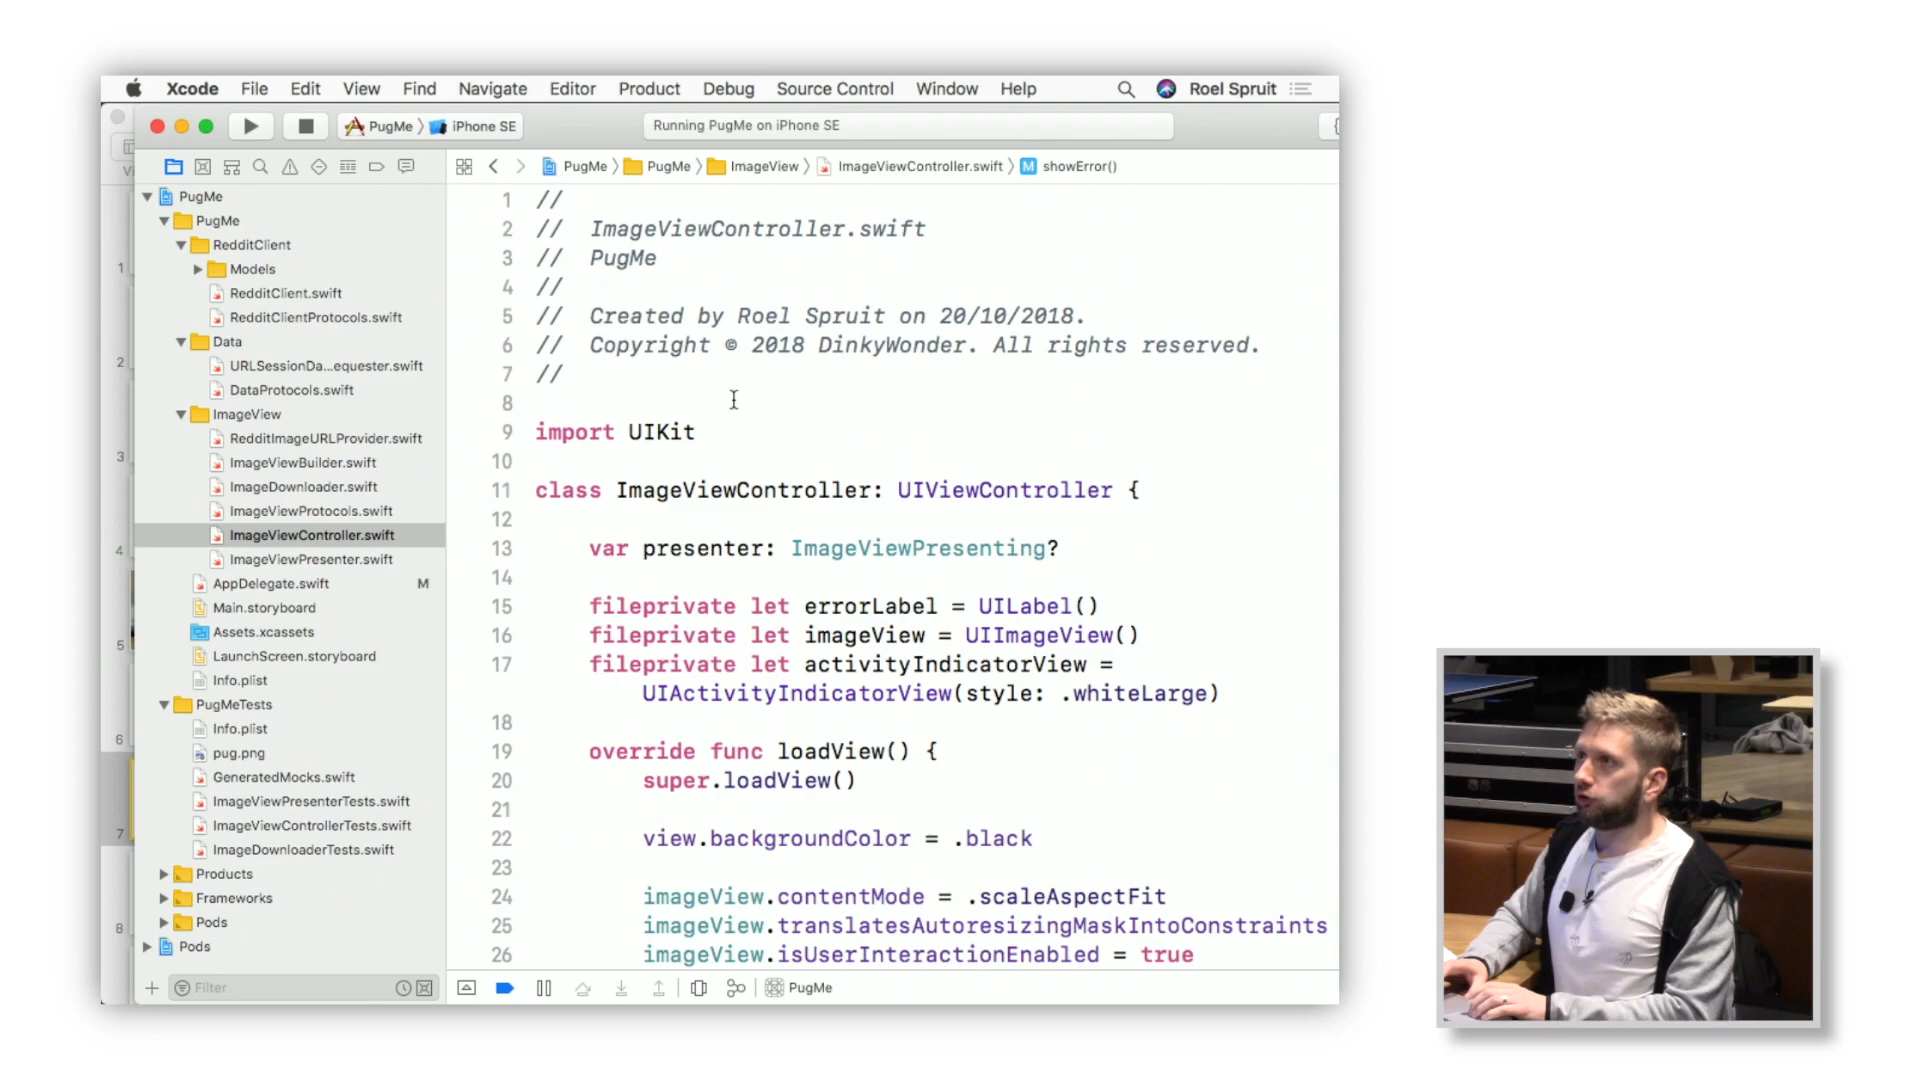 Xcode File Edit View Find Navigate Editor Product Debug Source Control Window Help Roel Spruit
PugMe iPhone SE
Running PugMe on iPhone SE
PugMe PugMe ImageView ImageViewController.swift M showError()
PugMe
PugMe
RedditClient
Models
RedditClient.swift
RedditClientProtocols.swift
Data
URLSessionDa...equester.swift
DataProtocols.swift
ImageView
RedditImageURLProvider.swift
ImageViewBuilder.swift
ImageDownloader.swift
ImageViewProtocols.swift
ImageViewController.swift
ImageViewPresenter.swift
AppDelegate.swift M
Main.storyboard
Assets.xcassets
LaunchScreen.storyboard
Info.plist
PugMeTests
Info.plist
pug.png
GeneratedMocks.swift
ImageViewPresenterTests.swift
ImageViewControllerTests.swift
ImageDownloaderTests.swift
Products
Frameworks
Pods
Pods
Filter
1
2
3
4
5
6
7
8
1 //
2 // ImageViewController.swift
3 // PugMe
4 //
5 // Created by Roel Spruit on 20/10/2018.
6 // Copyright © 2018 DinkyWonder. All rights reserved.
7 //
8
9 import UIKit
10
11 class ImageViewController: UIViewController {
12
13 var presenter: ImageViewPresenting?
14
15 fileprivate let errorLabel = UILabel()
16 fileprivate let imageView = UIImageView()
17 fileprivate let activityIndicatorView =
UIActivityIndicatorView(style: .whiteLarge)
18
19 override func loadView() {
20 super.loadView()
21
22 view.backgroundColor = .black
23
24 imageView.contentMode = .scaleAspectFit
25 imageView.translatesAutoresizingMaskIntoConstraints
26 imageView.isUserInteractionEnabled = true
PugMe